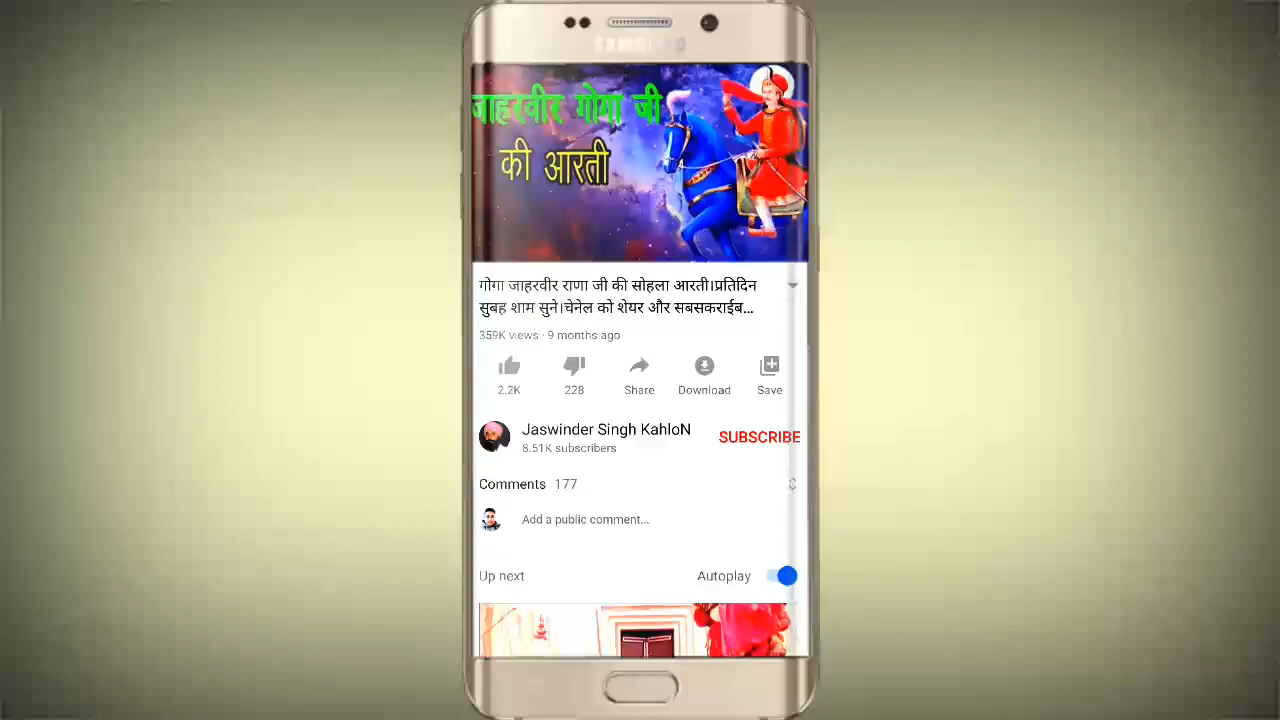 SAMSUNG
जाहरवीर गोगा जी
की आरती
गोगा जाहरवीर राणा जी की सोहला आरती।प्रतिदिन
सुबह शाम सुने।चेनेल को शेयर और सबसकराईब...
359K views · 9 months ago
2.2K 228 Share Download Save
Jaswinder Singh KahloN
SUBSCRIBE
8.51K subscribers
Comments 177
Add a public comment...
Up next Autoplay